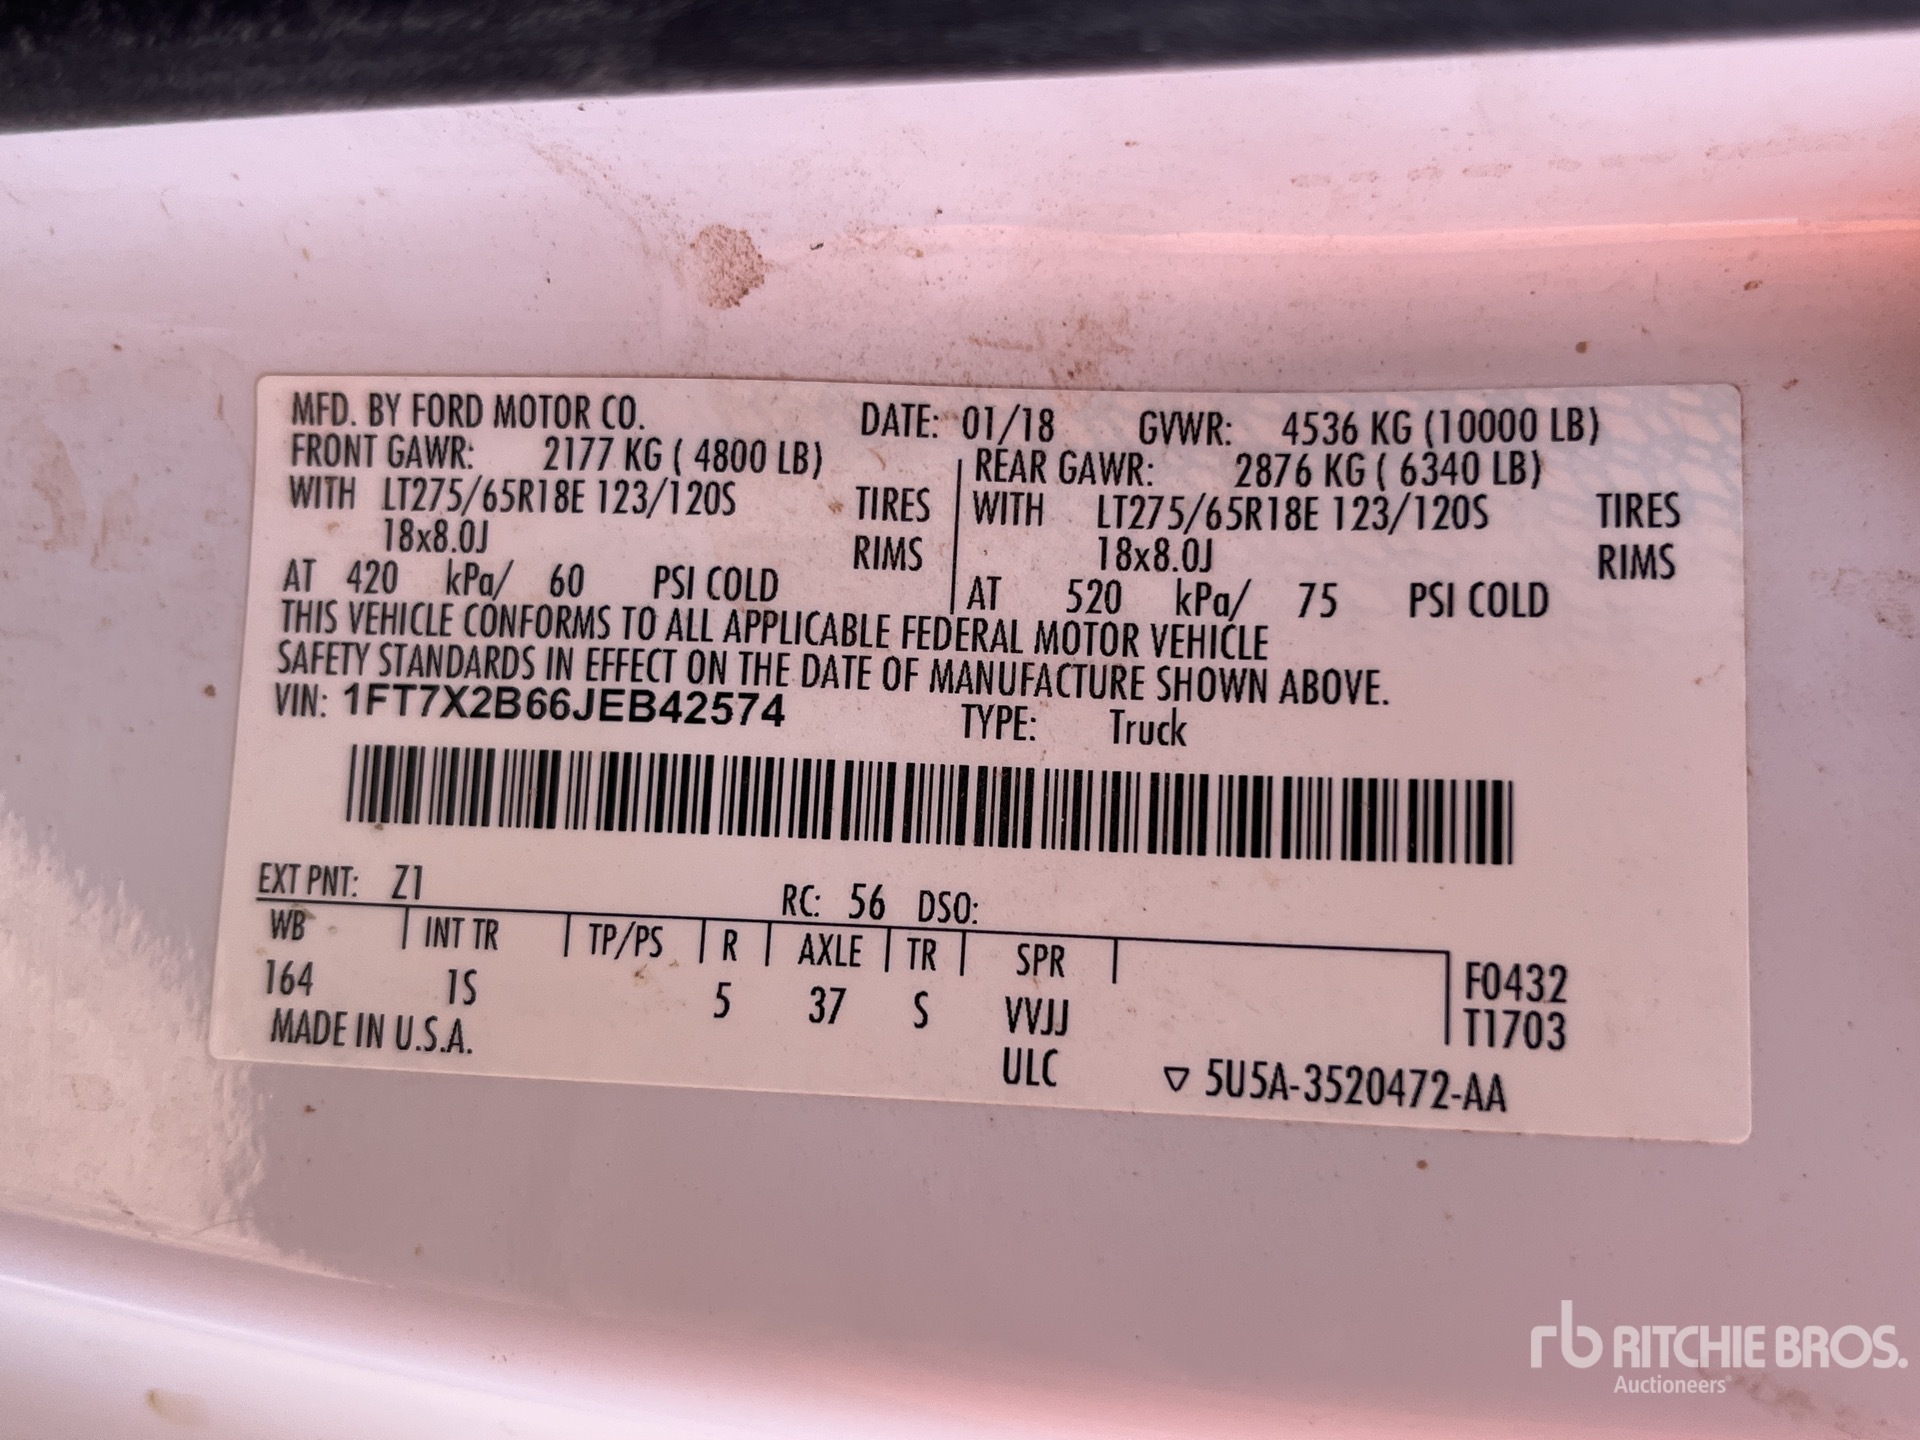 MFD. BY FORD MOTOR CO. DATE: 01/18 GVWR: 4536 KG (10000 LB)
FRONT GAWR: 2177 KG ( 4800 LB) REAR GAWR: 2876 KG ( 6340 LB)
WITH LT275/65R18E 123/120S TIRES WITH LT275/65R18E 123/120S TIRES
18x8.0J RIMS 18x8.0J RIMS
AT 420 kPa/ 60 PSI COLD AT 520 kPa/ 75 PSI COLD
THIS VEHICLE CONFORMS TO ALL APPLICABLE FEDERAL MOTOR VEHICLE
SAFETY STANDARDS IN EFFECT ON THE DATE OF MANUFACTURE SHOWN ABOVE.
VIN: 1FT7X2B66JEB42574 TYPE: Truck
EXT PNT: Z1 RC: 56 DSO:
WB INT TR TP/PS R AXLE TR SPR F0432
164 1S 5 37 S VVJJ T1703
MADE IN U.S.A. ULC ▽ 5U5A-3520472-AA
rb RITCHIE BROS.
Auctioneers